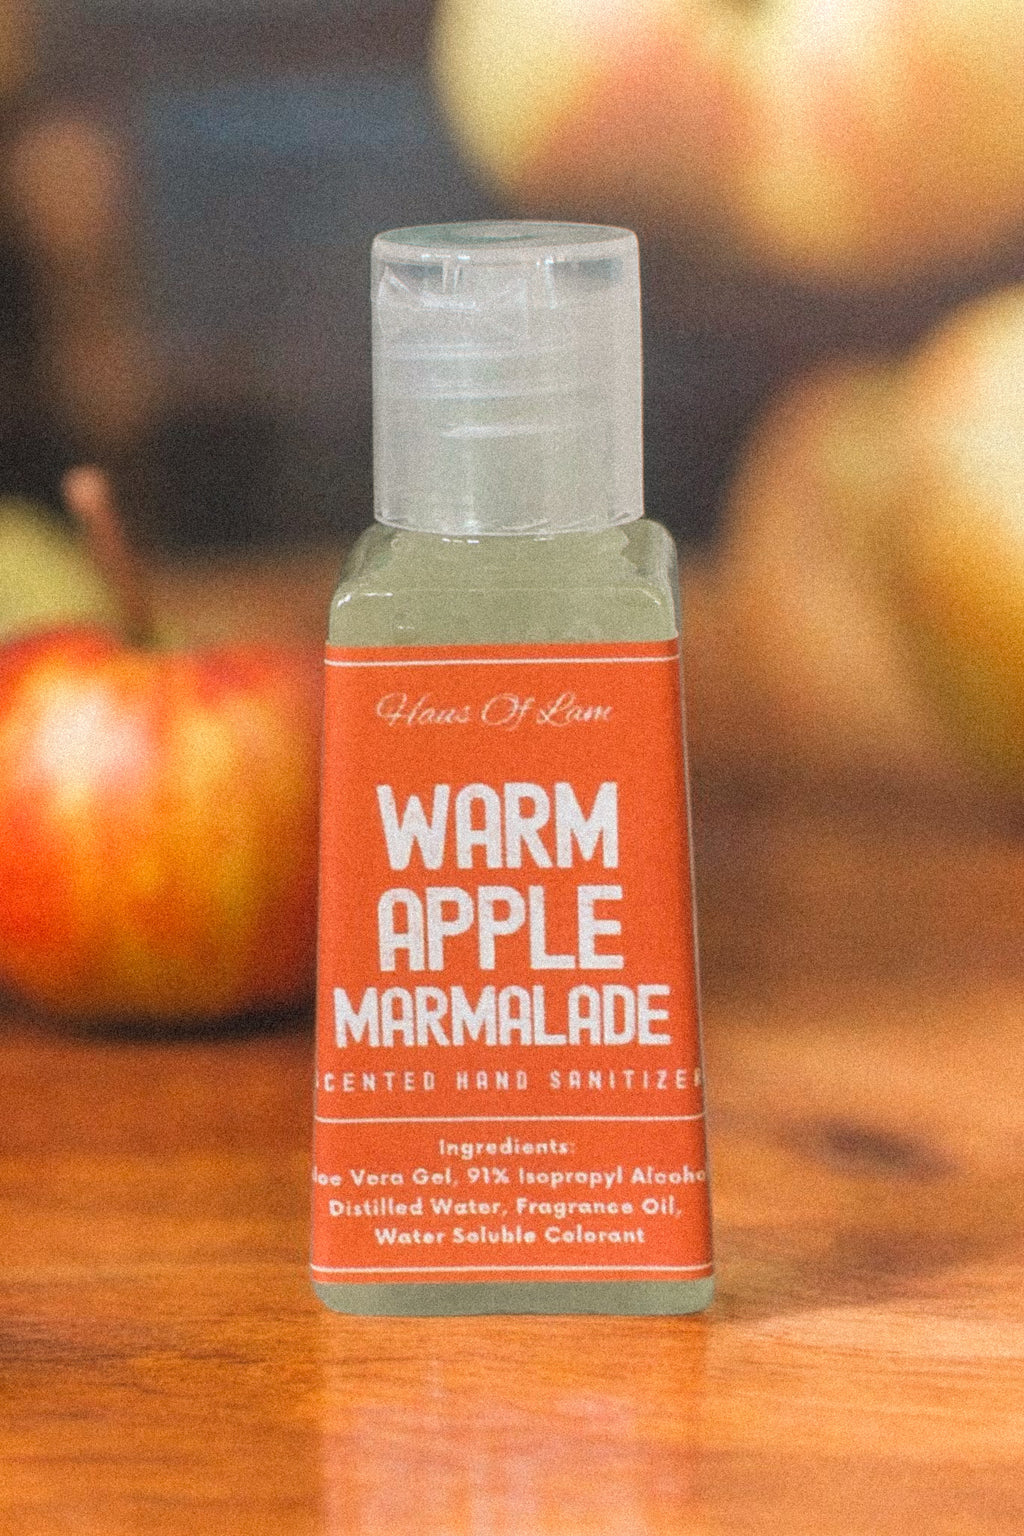 Haus Of Lam
WARM
APPLE
MARMALADE
CENTED HAND SANITIZER
Ingredients:
loe Vera Gel, 91% Isopropyl Alcoho
Distilled Water, Fragrance Oil,
Water Soluble Colorant